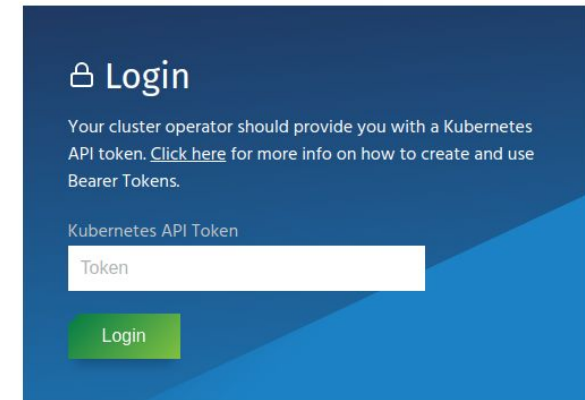 Login
Your cluster operator should provide you with a Kubernetes
API token. Click here for more info on how to create and use
Bearer Tokens.
Kubernetes API Token
Token
Login